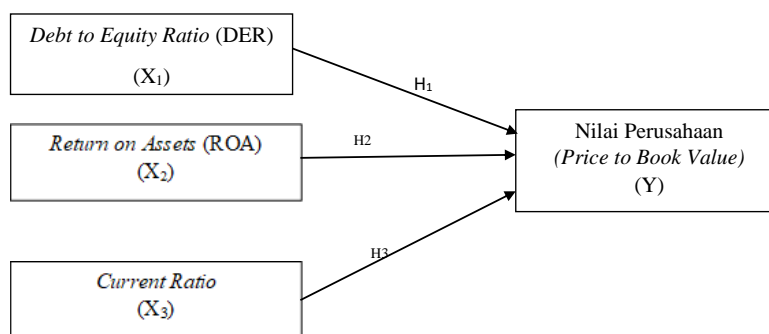 Debt to Equity Ratio (DER)
(X₁)
H₁
Return on Assets (ROA)
(X₂)
H2
Nilai Perusahaan
(Price to Book Value)
(Y)
Current Ratio
(X₃)
H3